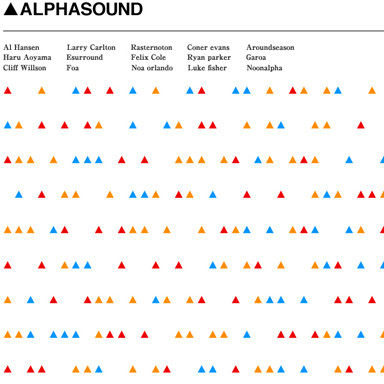 ▲ALPHASOUND
Al Hansen Larry Carlton Rasternoton Coner evans Aroundseason
Haru Aoyama Esurround Felix Cole Ryan parker Garoa
Cliff Willson Foa Noa orlando Luke fisher Noonalpha